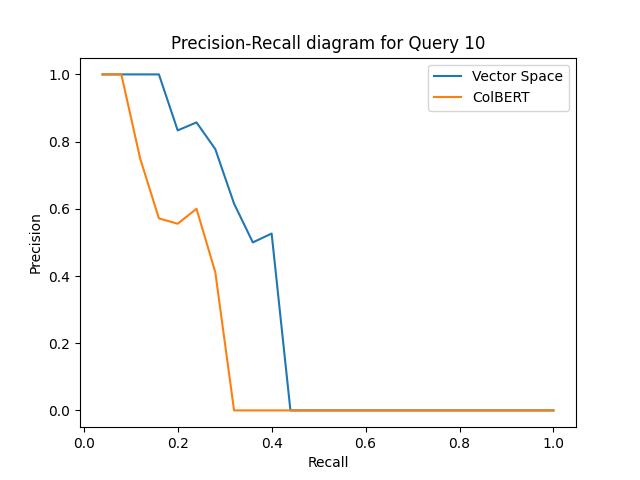 Precision-Recall diagram for Query 10
Vector Space
ColBERT
1.0
0.8
0.6
0.4
0.2
0.0
Precision
0.0 0.2 0.4 0.6 0.8 1.0
Recall